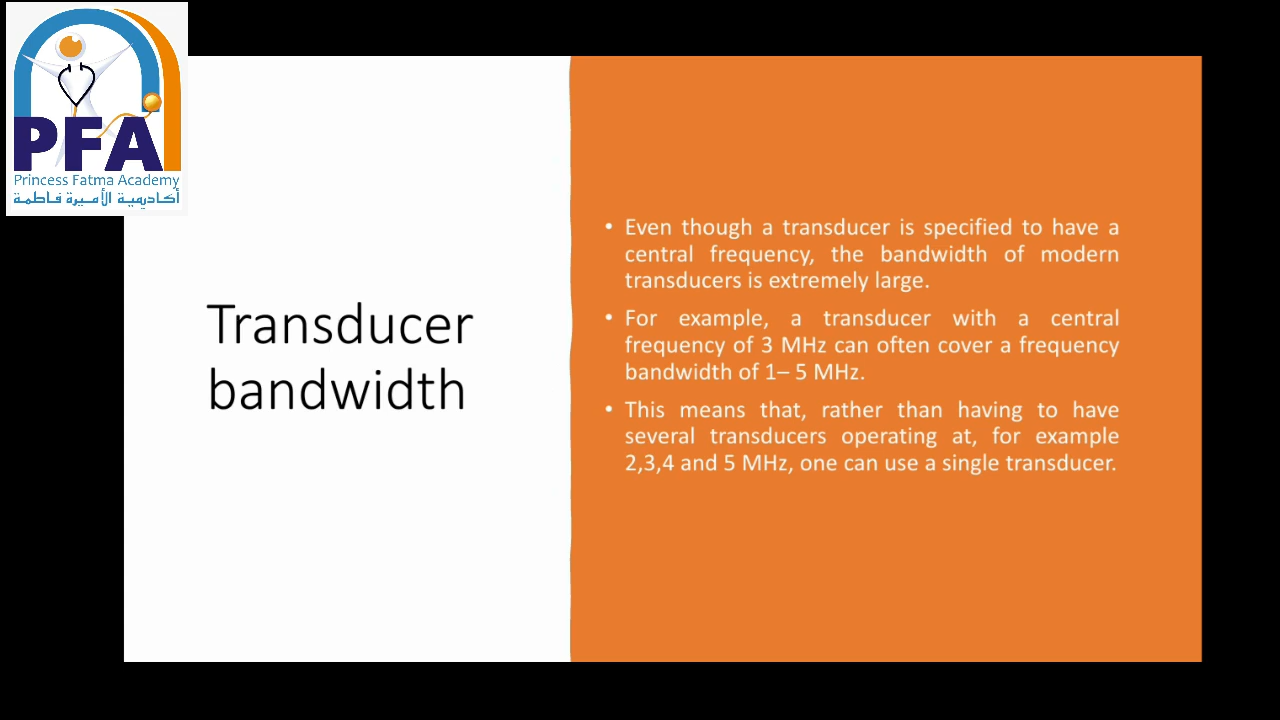 PFA
Princess Fatma Academy
أكاديمية الأميرة فاطمة
Transducer
bandwidth
• Even though a transducer is specified to have a
central frequency, the bandwidth of modern
transducers is extremely large.
• For example, a transducer with a central
frequency of 3 MHz can often cover a frequency
bandwidth of 1– 5 MHz.
• This means that, rather than having to have
several transducers operating at, for example
2,3,4 and 5 MHz, one can use a single transducer.